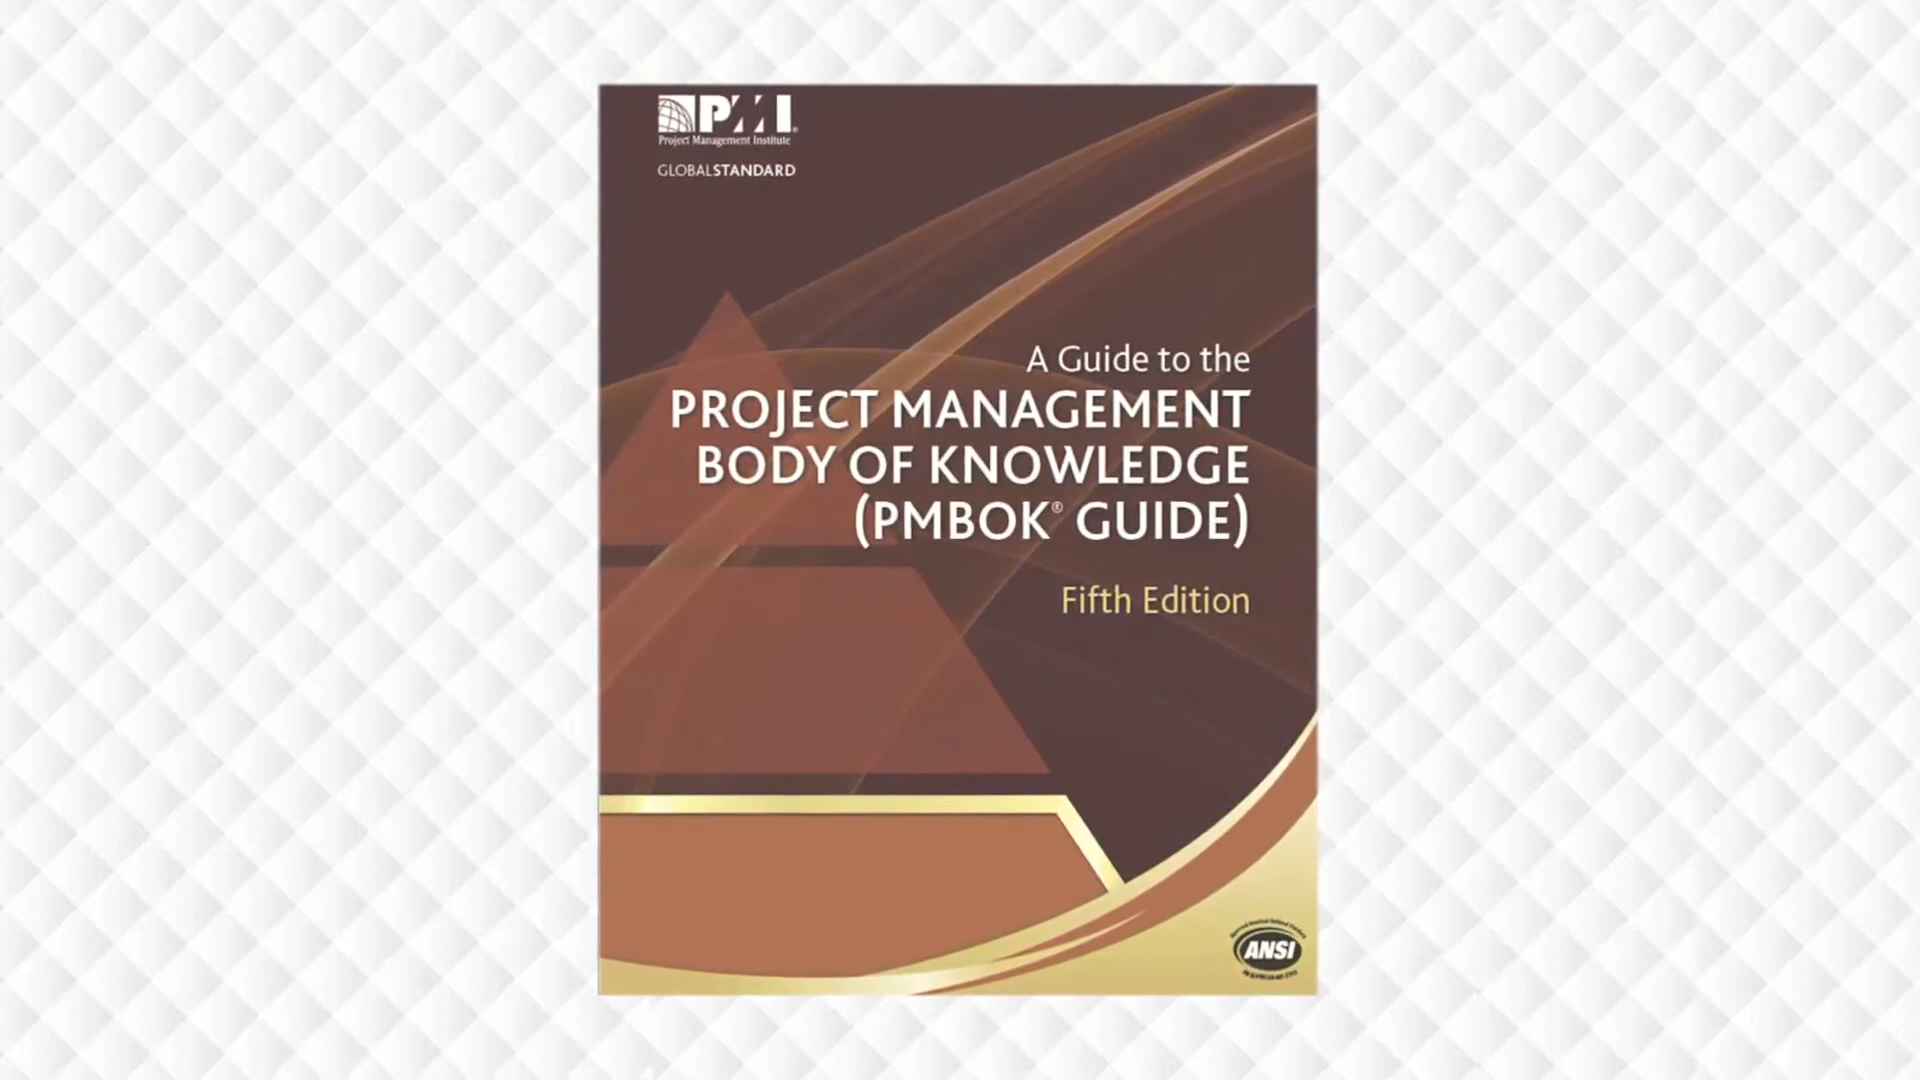 PMI
Project Management Institute
GLOBALSTANDARD
A Guide to the
PROJECT MANAGEMENT
BODY OF KNOWLEDGE
(PMBOK® GUIDE)
Fifth Edition
ANSI